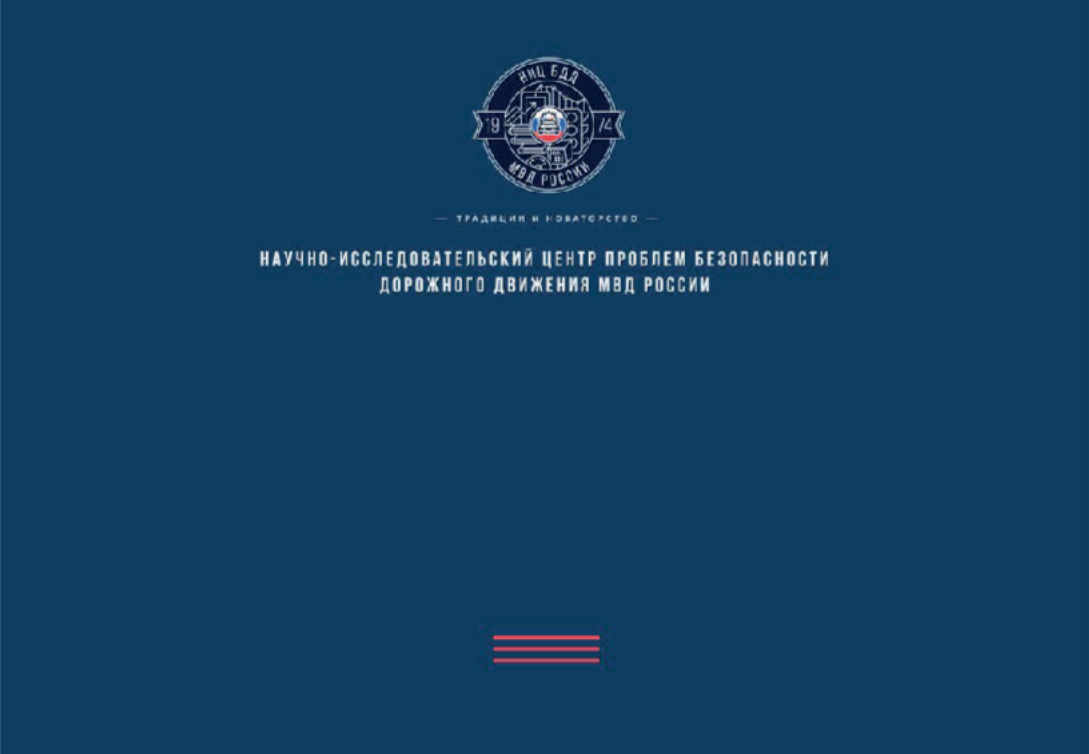 НИЦ БДД
19 74
МВД РОССИИ
— ТРАДИЦИИ И НОВАТОРСТВО —
НАУЧНО-ИССЛЕДОВАТЕЛЬСКИЙ ЦЕНТР ПРОБЛЕМ БЕЗОПАСНОСТИ
ДОРОЖНОГО ДВИЖЕНИЯ МВД РОССИИ